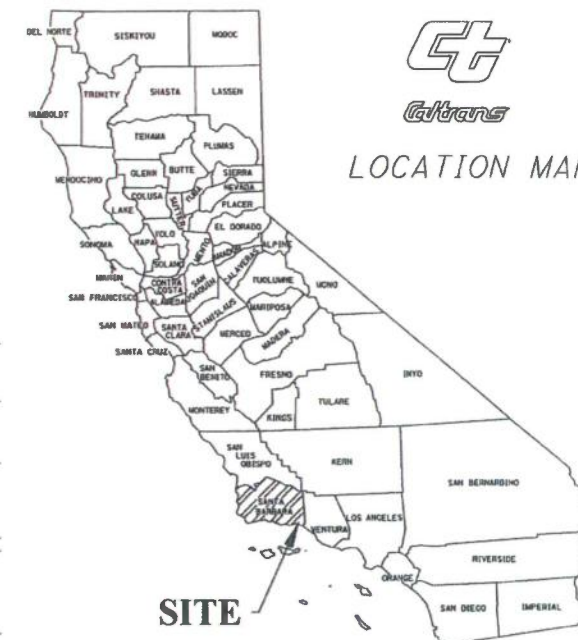 Ct
Caltrans
LOCATION MAP
DEL NORTE
SISKIYOU
MODOC
TRINITY
SHASTA
LASSEN
HUMBOLDT
TEHAMA
PLUMAS
MENDOCINO
GLENN
BUTTE
SIERRA
COLUSA
YUBA
NEVADA
LAKE
SUTTER
PLACER
YOLO
EL DORADO
SONOMA
NAPA
ALPINE
SOLANO
MENTO
AMADOR
MARIN
CALAVERAS
CONTRA
COSTA
SAN
JOAQUIN
TUOLUMNE
MONO
SAN FRANCISCO
ALAMEDA
STANISLAUS
MARIPOSA
SAN MATEO
SANTA
CLARA
MERCED
MADERA
SANTA CRUZ
SAN
BENITO
FRESNO
INYO
MONTEREY
KINGS
TULARE
SAN
LUIS
OBISPO
KERN
SAN BERNARDINO
SANTA
BARBARA
VENTURA
LOS ANGELES
RIVERSIDE
ORANGE
SITE
SAN DIEGO
IMPERIAL